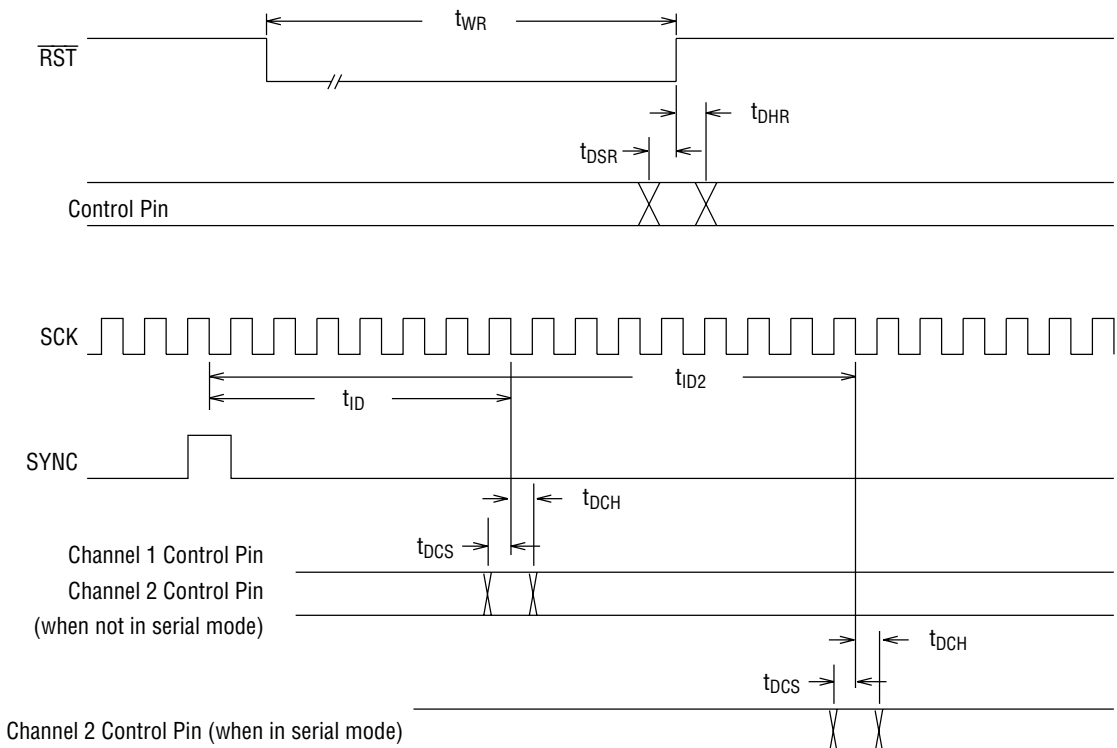 tWR
RST
tDHR
tDSR
Control Pin
SCK
tID2
tID
SYNC
tDCH
tDCS
Channel 1 Control Pin
Channel 2 Control Pin
(when not in serial mode)
tDCH
tDCS
Channel 2 Control Pin (when in serial mode)